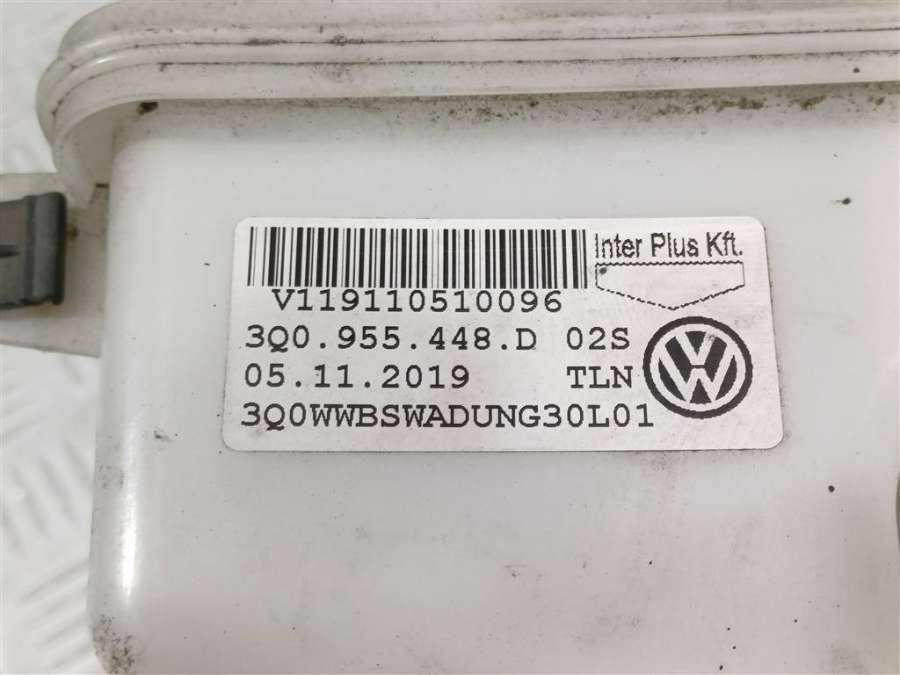 Inter Plus Kft.
V119110510096
3Q0.955.448.D 02S
05.11.2019 TLN
3Q0WWBSWADUNG30L01